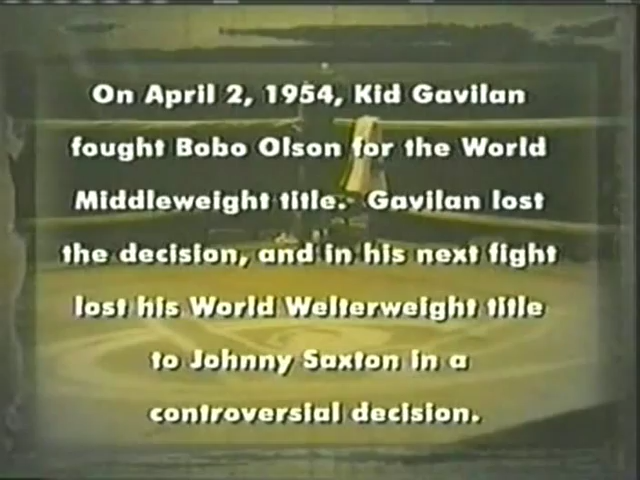 On April 2, 1954, Kid Gavilan
fought Bobo Olson for the World
Middleweight title. Gavilan lost
the decision, and in his next fight
lost his World Welterweight title
to Johnny Saxton in a
controversial decision.